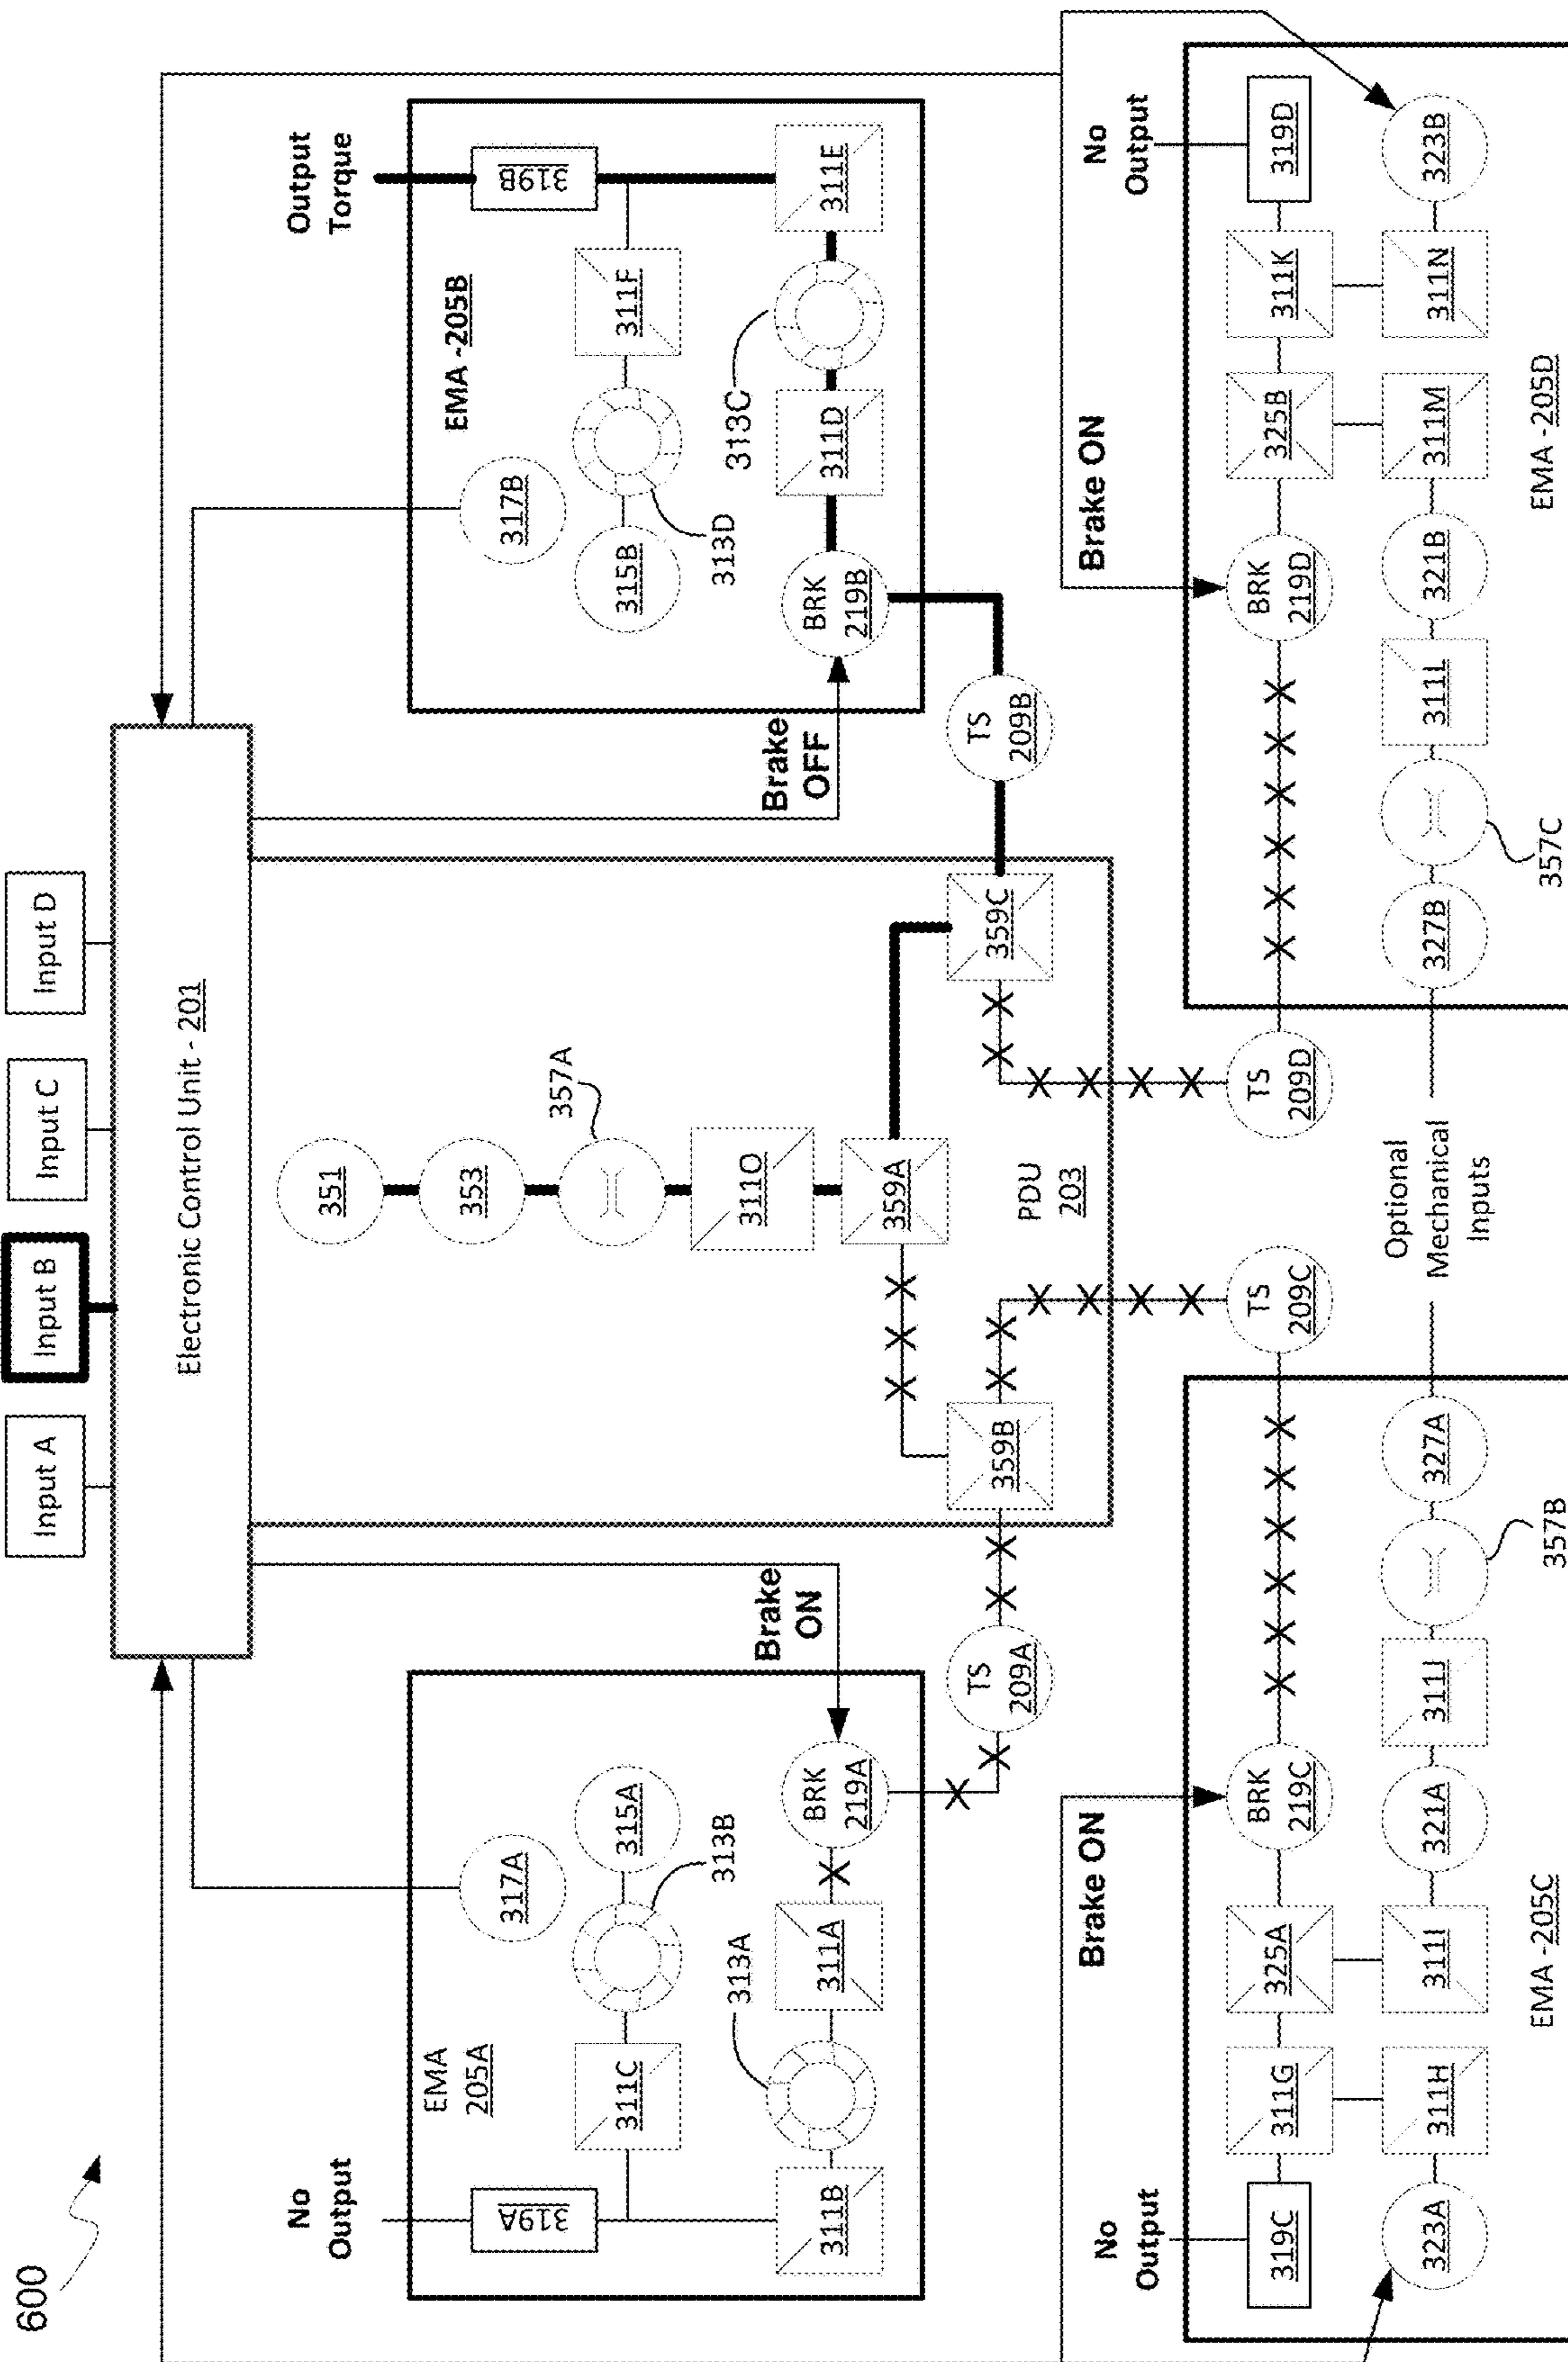 600
Input A
Input B
Input C
Input D
Electronic Control Unit - 201
No
Output
EMA
205A
319A
317A
311C
313B
315A
313A
311B
311A
BRK
219A
Brake
ON
TS
209A
351
353
357A
311O
359A
359B
359C
PDU
203
Output
Torque
EMA -205B
319B
317B
315B
313D
311F
313C
BRK
219B
311D
311E
Brake
OFF
TS
209B
TS
209C
TS
209D
Optional
Mechanical
Inputs
No
Output
Brake ON
319C
311G
325A
BRK
219C
323A
311H
311I
321A
311J
327A
357B
EMA -205C
Brake ON
No
Output
BRK
219D
325B
311K
319D
327B
311L
321B
311M
311N
323B
357C
EMA -205D